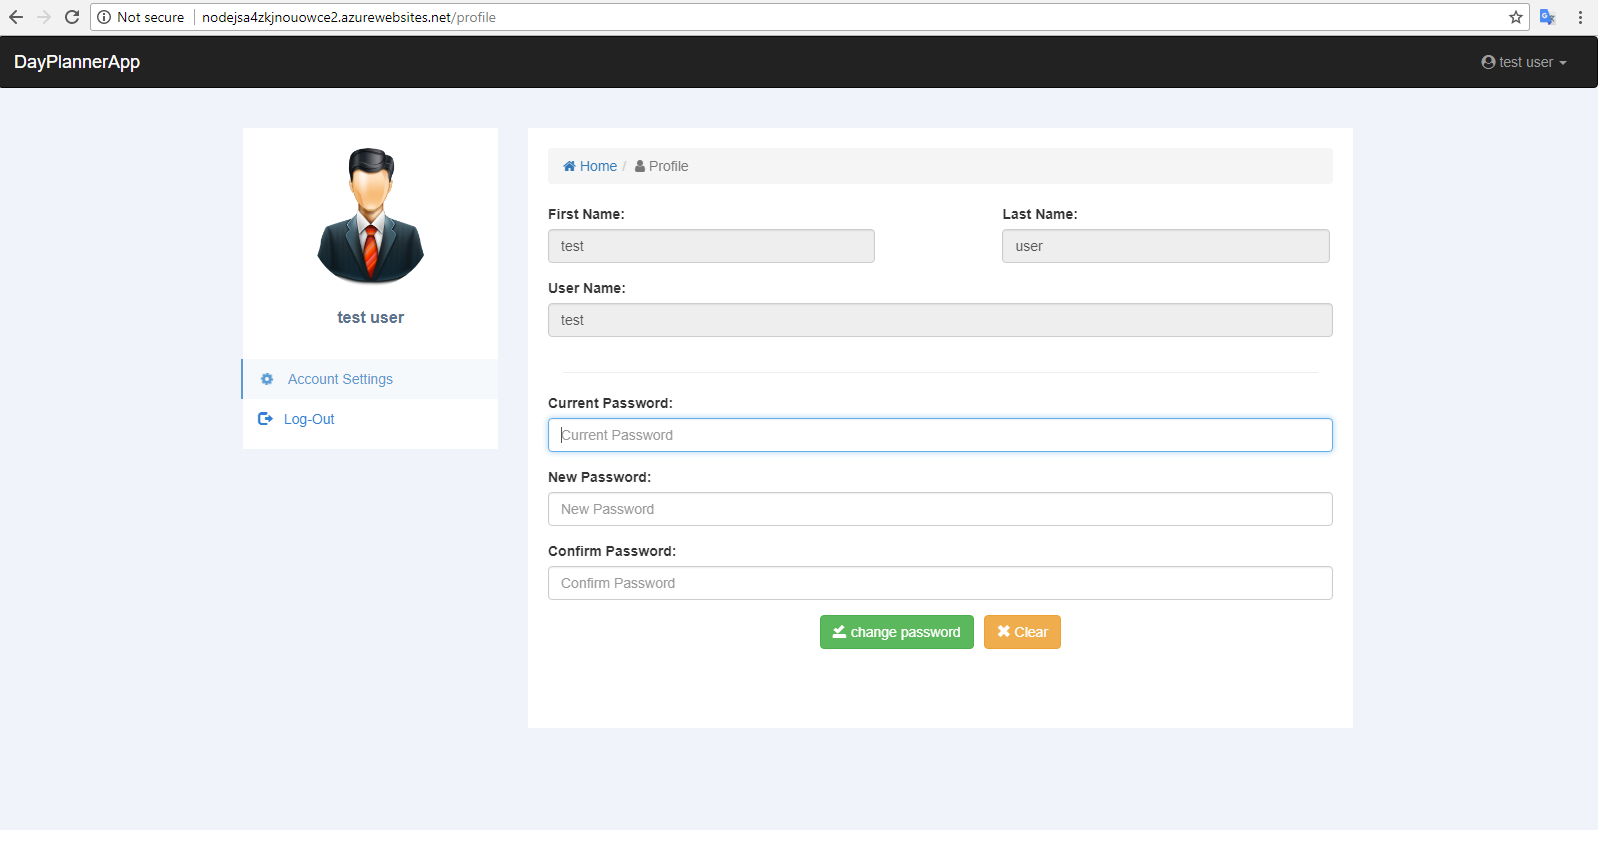 Not secure nodejsa4zkjnouowce2.azurewebsites.net/profile
DayPlannerApp
test user
test user
Account Settings
Log-Out
Home / Profile
First Name: Last Name:
test user
User Name:
test
Current Password:
Current Password
New Password:
New Password
Confirm Password:
Confirm Password
change password Clear